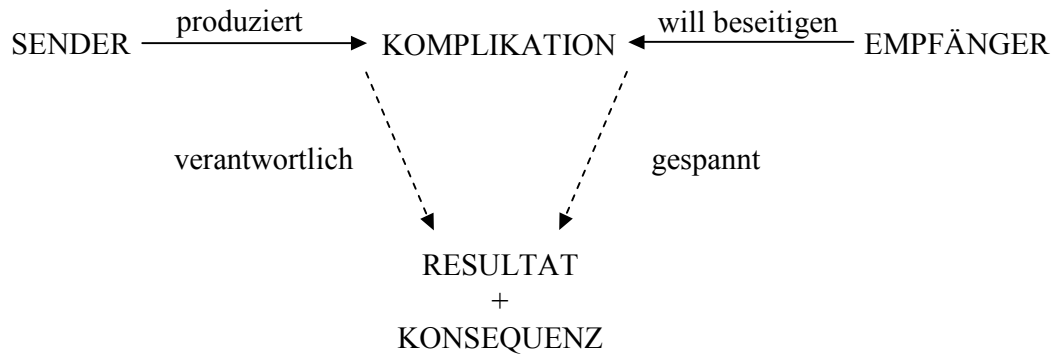 produziert will beseitigen
SENDER KOMPLIKATION EMPFÄNGER
verantwortlich gespannt
RESULTAT
+
KONSEQUENZ